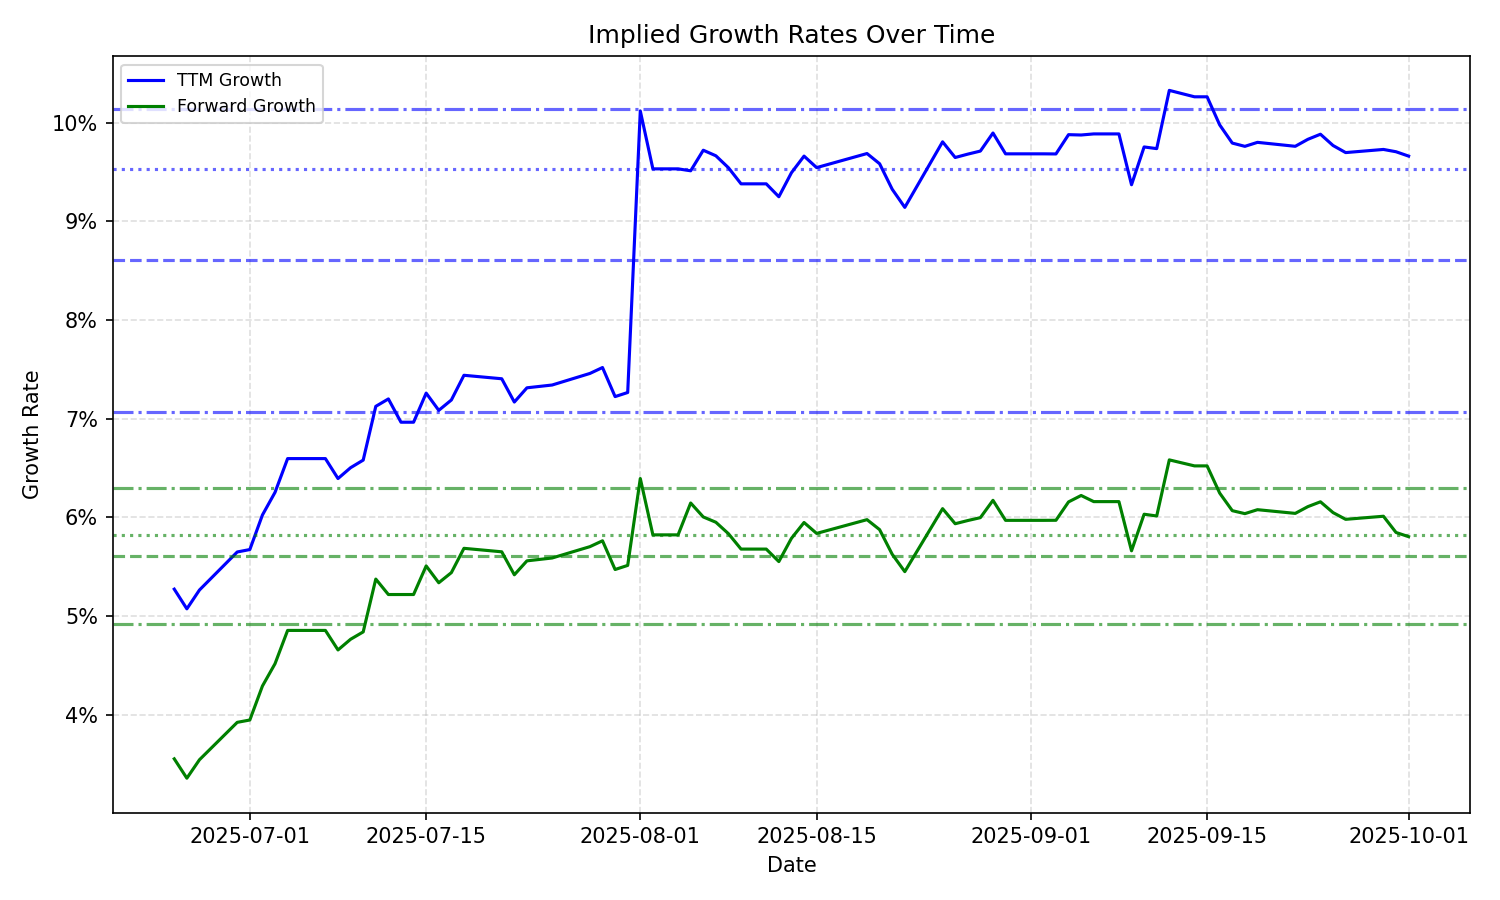 Implied Growth Rates Over Time
TTM Growth
Forward Growth
10%
9%
8%
7%
6%
5%
4%
Growth Rate
2025-07-01
2025-07-15
2025-08-01
2025-08-15
2025-09-01
2025-09-15
2025-10-01
Date